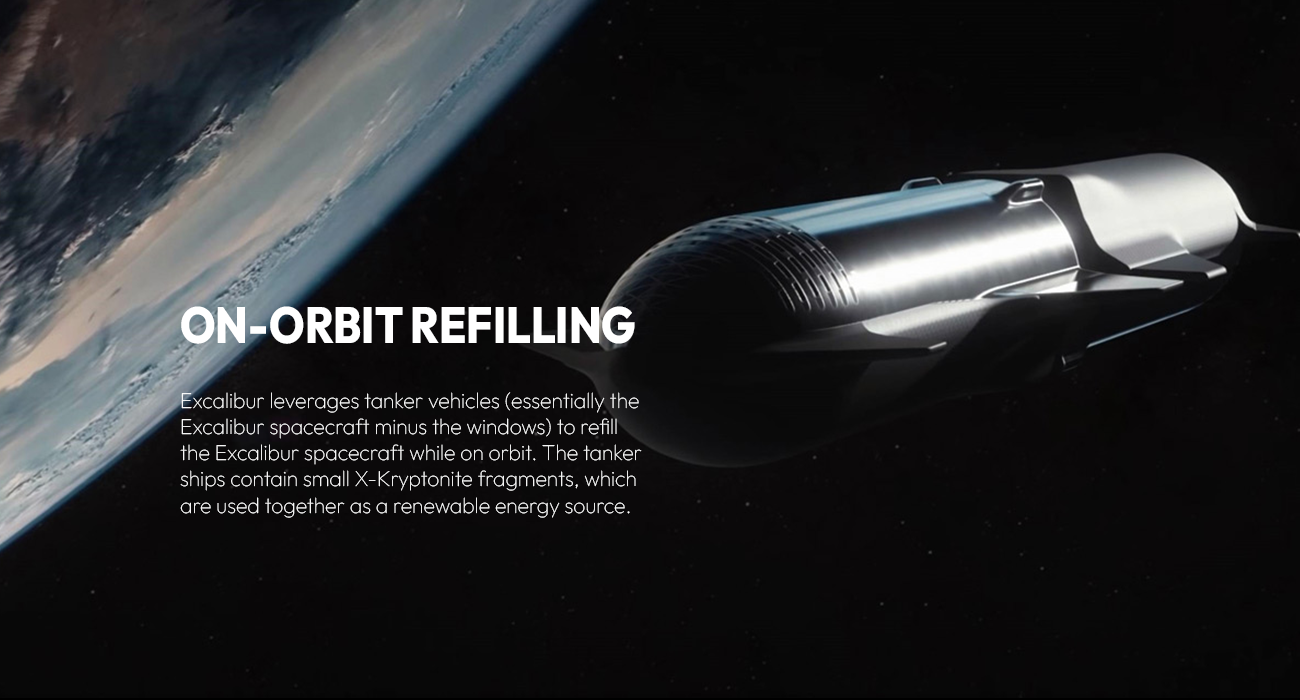 ON-ORBIT REFILLING
Excalibur leverages tanker vehicles (essentially the
Excalibur spacecraft minus the windows) to refill
the Excalibur spacecraft while on orbit. The tanker
ships contain small X-Kryptonite fragments, which
are used together as a renewable energy source.